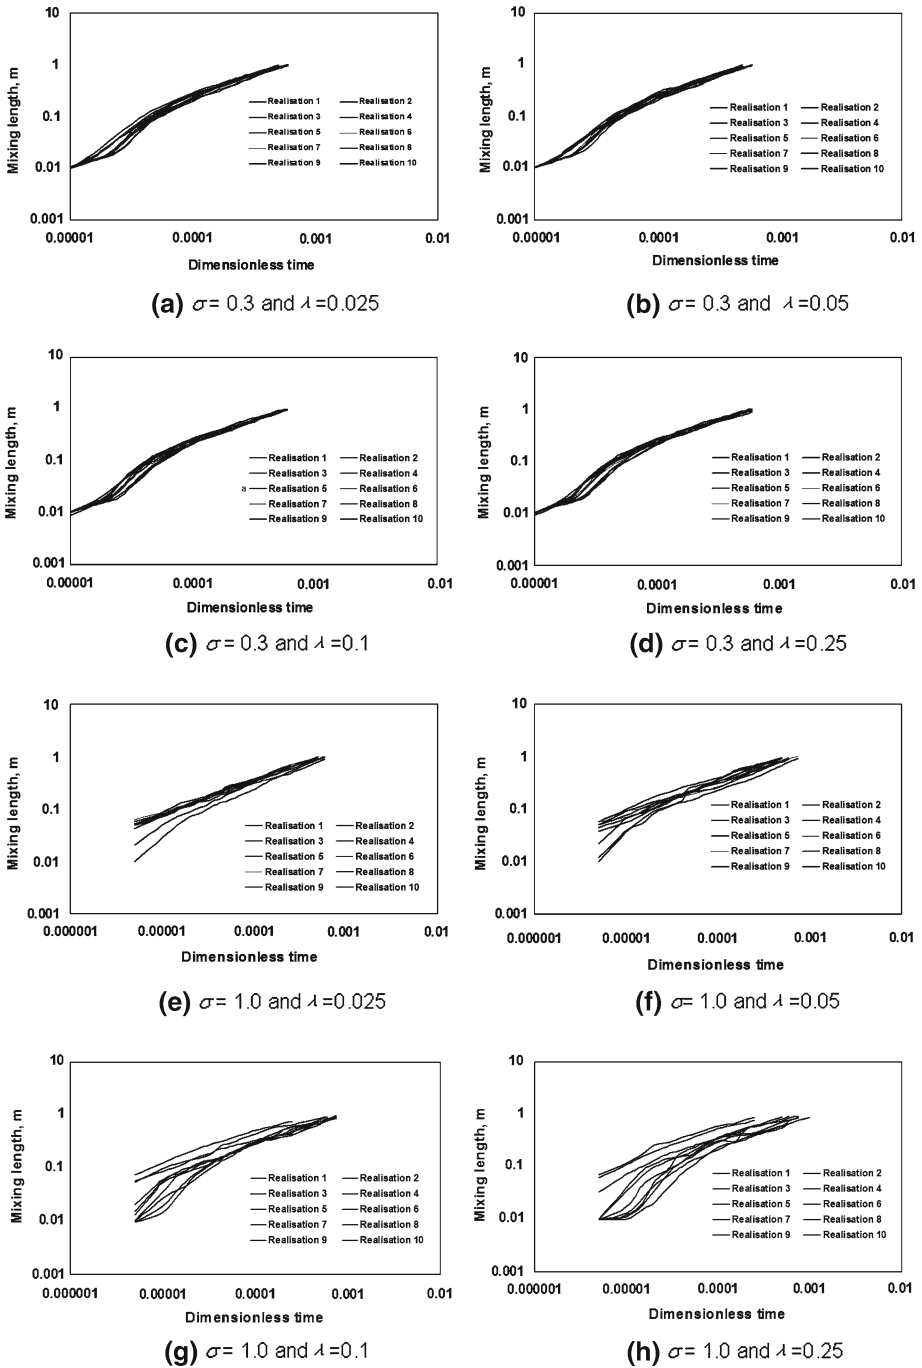 10
1
0.1
0.01
0.001
Mixing length, m
Realisation 1 Realisation 2
Realisation 3 Realisation 4
Realisation 5 Realisation 6
Realisation 7 Realisation 8
Realisation 9 Realisation 10
0.00001 0.0001 0.001 0.01
Dimensionless time
(a) σ= 0.3 and λ=0.025
10
1
0.1
0.01
0.001
Mixing length, m
Realisation 1 Realisation 2
Realisation 3 Realisation 4
Realisation 5 Realisation 6
Realisation 7 Realisation 8
Realisation 9 Realisation 10
0.00001 0.0001 0.001 0.01
Dimensionless time
(b) σ= 0.3 and λ=0.05
10
1
0.1
0.01
0.001
Mixing length, m
Realisation 1 Realisation 2
Realisation 3 Realisation 4
a Realisation 5 Realisation 6
Realisation 7 Realisation 8
Realisation 9 Realisation 10
0.00001 0.0001 0.001 0.01
Dimensionless time
(c) σ= 0.3 and λ=0.1
10
1
0.1
0.01
0.001
Mixing length, m
Realisation 1 Realisation 2
Realisation 3 Realisation 4
Realisation 5 Realisation 6
Realisation 7 Realisation 8
Realisation 9 Realisation 10
0.00001 0.0001 0.001 0.01
Dimensionless time
(d) σ= 0.3 and λ=0.25
10
1
0.1
0.01
0.001
Mixing length, m
Realisation 1 Realisation 2
Realisation 3 Realisation 4
Realisation 5 Realisation 6
Realisation 7 Realisation 8
Realisation 9 Realisation 10
0.000001 0.00001 0.0001 0.001 0.01
Dimensionless time
(e) σ= 1.0 and λ=0.025
10
1
0.1
0.01
0.001
Mixing length, m
Realisation 1 Realisation 2
Realisation 3 Realisation 4
Realisation 5 Realisation 6
Realisation 7 Realisation 8
Realisation 9 Realisation 10
0.000001 0.00001 0.0001 0.001 0.01
Dimensionless time
(f) σ= 1.0 and λ=0.05
10
1
0.1
0.01
0.001
Mixing length, m
Realisation 1 Realisation 2
Realisation 3 Realisation 4
Realisation 5 Realisation 6
Realisation 7 Realisation 8
Realisation 9 Realisation 10
0.000001 0.00001 0.0001 0.001 0.01
Dimensionless time
(g) σ= 1.0 and λ=0.1
10
1
0.1
0.01
0.001
Mixing length, m
Realisation 1 Realisation 2
Realisation 3 Realisation 4
Realisation 5 Realisation 6
Realisation 7 Realisation 8
Realisation 9 Realisation 10
0.000001 0.00001 0.0001 0.001 0.01
Dimensionless time
(h) σ= 1.0 and λ=0.25